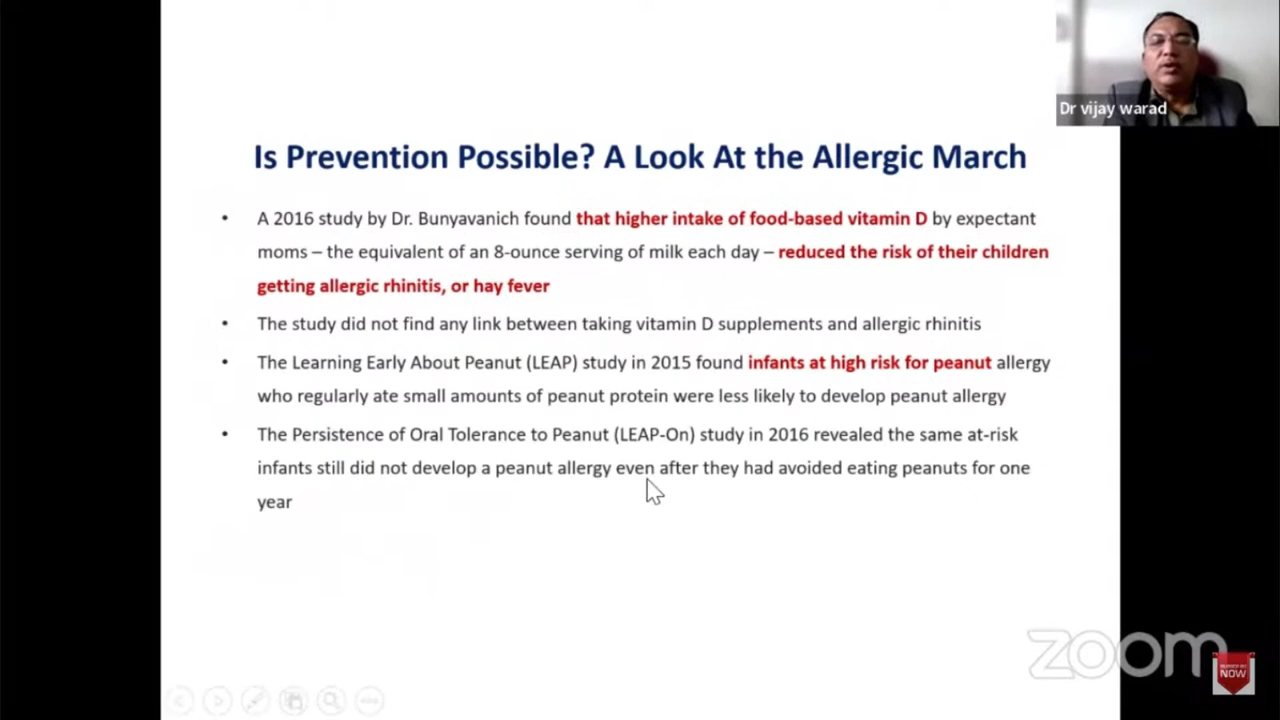 Dr vijay warad
Is Prevention Possible? A Look At the Allergic March
• A 2016 study by Dr. Bunyavanich found that higher intake of food-based vitamin D by expectant
moms – the equivalent of an 8-ounce serving of milk each day – reduced the risk of their children
getting allergic rhinitis, or hay fever
• The study did not find any link between taking vitamin D supplements and allergic rhinitis
• The Learning Early About Peanut (LEAP) study in 2015 found infants at high risk for peanut allergy
who regularly ate small amounts of peanut protein were less likely to develop peanut allergy
• The Persistence of Oral Tolerance to Peanut (LEAP-On) study in 2016 revealed the same at-risk
infants still did not develop a peanut allergy even after they had avoided eating peanuts for one
year
zoom
NOW